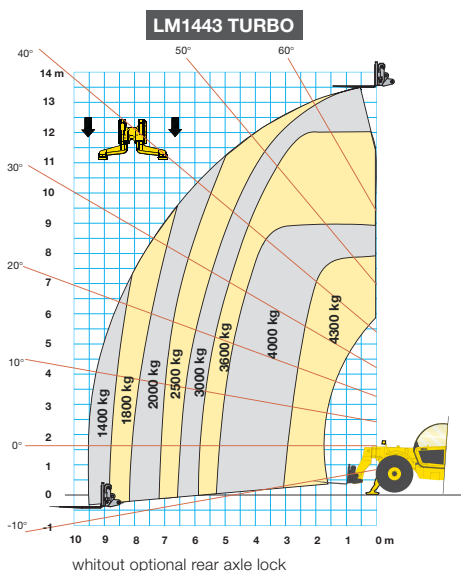 LM1443 TURBO
40°
50°
60°
14 m
13
12
11
30°
10
9
8
20°
7
6
5
4
10°
3
2
0°
1
0
-10°
-1
1400 kg
1800 kg
2000 kg
2500 kg
3000 kg
3600 kg
4000 kg
4300 kg
10 9 8 7 6 5 4 3 2 1 0 m
whitout optional rear axle lock